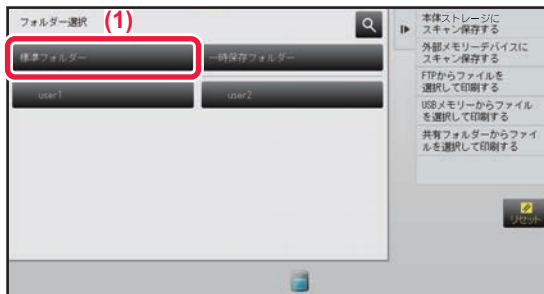 フォルダー選択
(1)
標準フォルダー
一時保存フォルダー
user1
user2
本体ストレージに
スキャン保存する
外部メモリーデバイスに
スキャン保存する
FTPからファイルを
選択して印刷する
USBメモリーからファイル
を選択して印刷する
共有フォルダーからファイ
ルを選択して印刷する
リセット